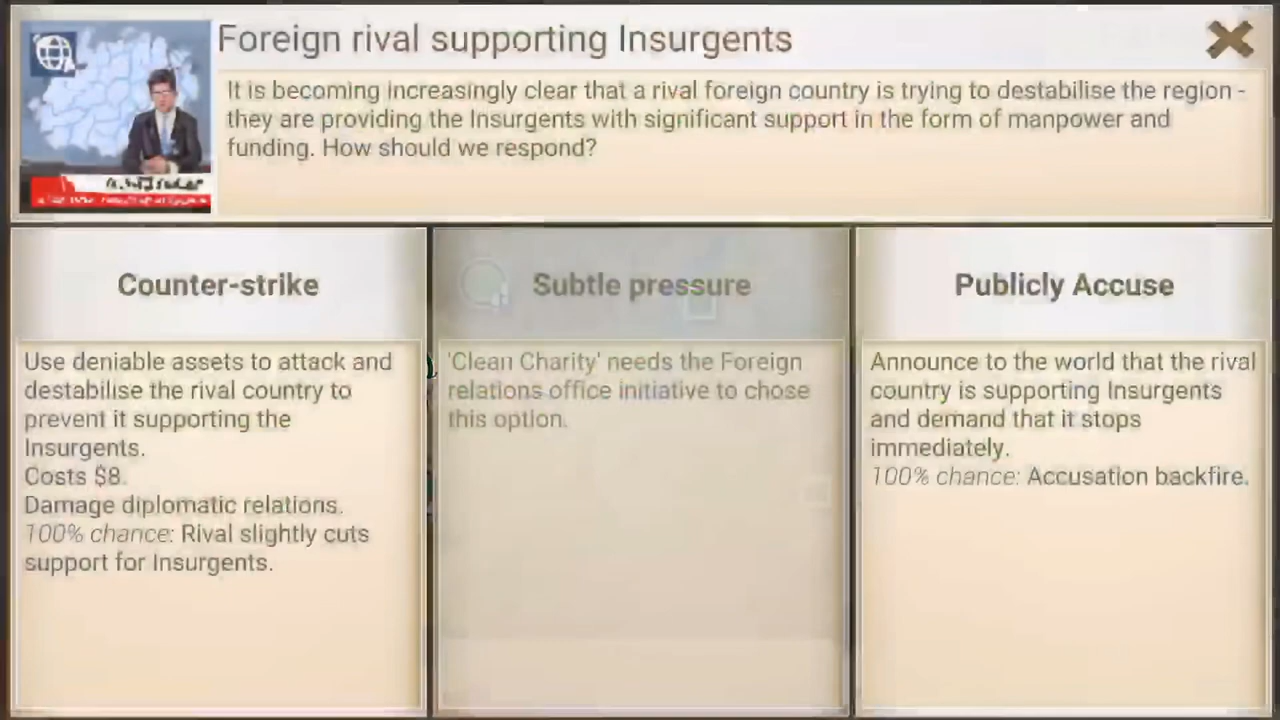 Foreign rival supporting Insurgents
It is becoming increasingly clear that a rival foreign country is trying to destabilise the region -
they are providing the Insurgents with significant support in the form of manpower and
funding. How should we respond?
Counter-strike
Use deniable assets to attack and
destabilise the rival country to
prevent it supporting the
Insurgents.
Costs $8.
Damage diplomatic relations.
100% chance: Rival slightly cuts
support for Insurgents.
Subtle pressure
'Clean Charity' needs the Foreign
relations office initiative to chose
this option.
Publicly Accuse
Announce to the world that the rival
country is supporting Insurgents
and demand that it stops
immediately.
100% chance: Accusation backfire.